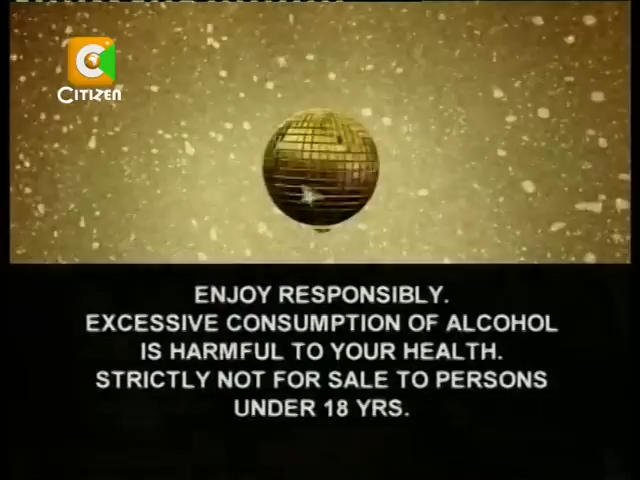 CITIZEN
ENJOY RESPONSIBLY.
EXCESSIVE CONSUMPTION OF ALCOHOL
IS HARMFUL TO YOUR HEALTH.
STRICTLY NOT FOR SALE TO PERSONS
UNDER 18 YRS.